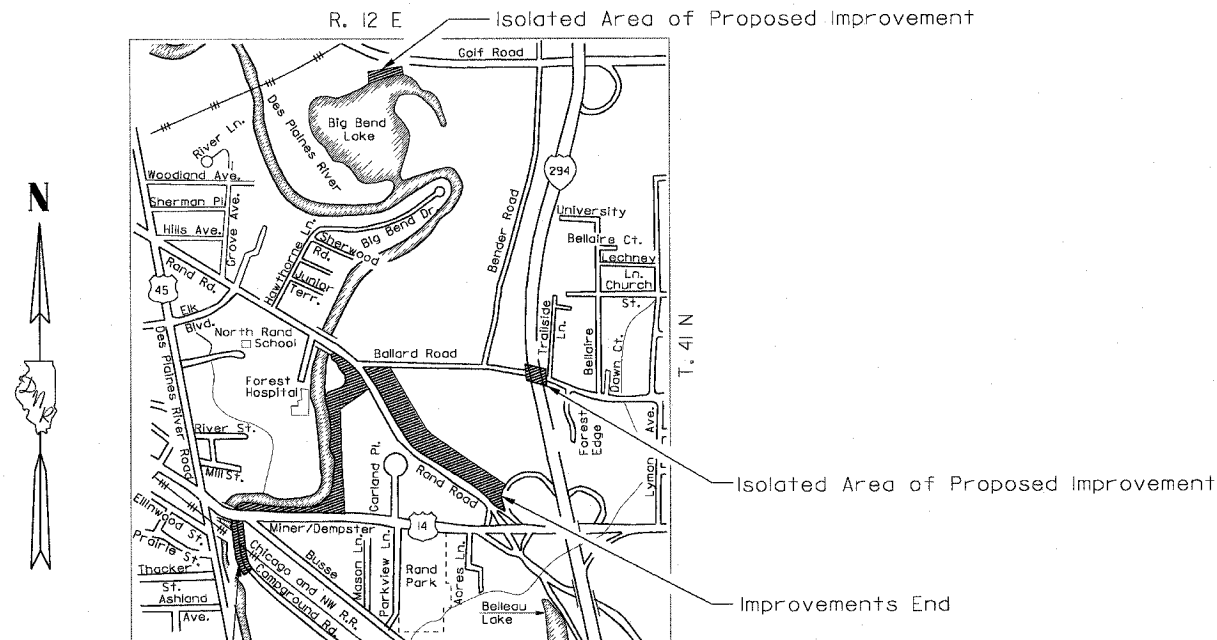 R. 12 E
Isolated Area of Proposed Improvement
Golf Road
Des Plaines River
Big Bend
Lake
River Ln.
294
Woodland Ave.
Sherman Pl.
Grove Ave.
Hills Ave.
University
Bellaire Ct.
Lechney
Ln.
Church
St.
Big Bend Dr.
Sherwood
Rd.
Hawthorne Ln.
Junior
Terr.
Bender Road
N
45
Rand Rd.
Elk
Blvd.
North Rand
School
Trailside
Ln.
Bellaire
Dawn Ct.
T. 41 N
Ballard Road
Des Plaines River Road
Forest
Hospital
DNR
River St.
Mill St.
Garland Pl.
Rand Road
Forest
Edge
Lyman Ave.
Isolated Area of Proposed Improvement
Ellinwood St.
Prairie St.
Miner/Dempster
14
Thacker
St.
Ashland
Ave.
Chicago and NW R.R.
Campground Rd.
Busse
Mason Ln.
Parkview Ln.
Rand
Park
Acres Ln.
Belleau
Lake
Improvements End